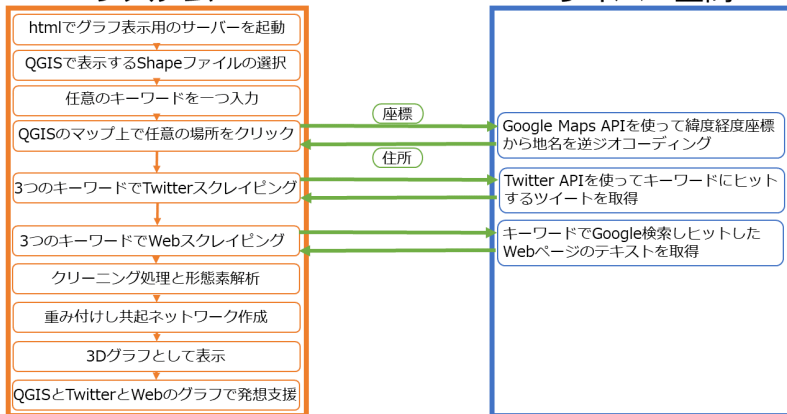 htmlでグラフ表示用のサーバーを起動
QGISで表示するShapeファイルの選択
任意のキーワードを一つ入力
QGISのマップ上で任意の場所をクリック
3つのキーワードでTwitterスクレイピング
3つのキーワードでWebスクレイピング
クリーニング処理と形態素解析
重み付けし共起ネットワーク作成
3Dグラフとして表示
QGISとTwitterとWebのグラフで発想支援
座標
住所
Google Maps APIを使って緯度経度座標
から地名を逆ジオコーディング
Twitter APIを使ってキーワードにヒット
するツイートを取得
キーワードでGoogle検索しヒットした
Webページのテキストを取得